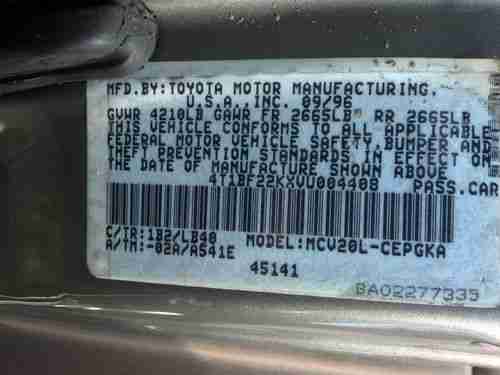 MFD.BY:TOYOTA MOTOR MANUFACTURING,
U.S.A.,INC. 09/96
GVWR 4210LB GAWR FR 2665LB RR 2665LB
THIS VEHICLE CONFORMS TO ALL APPLICABLE
FEDERAL MOTOR VEHICLE SAFETY,BUMPER AND
THEFT PREVENTION STANDARDS IN EFFECT ON
THE DATE OF MANUFACTURE SHOWN ABOVE
4T1BF22KXVU004408 PASS.CAR
C/TR:1B2/LB40 MODEL:MCV20L-CEPGKA
A/TM:-02A/A541E
45141
BA02277339